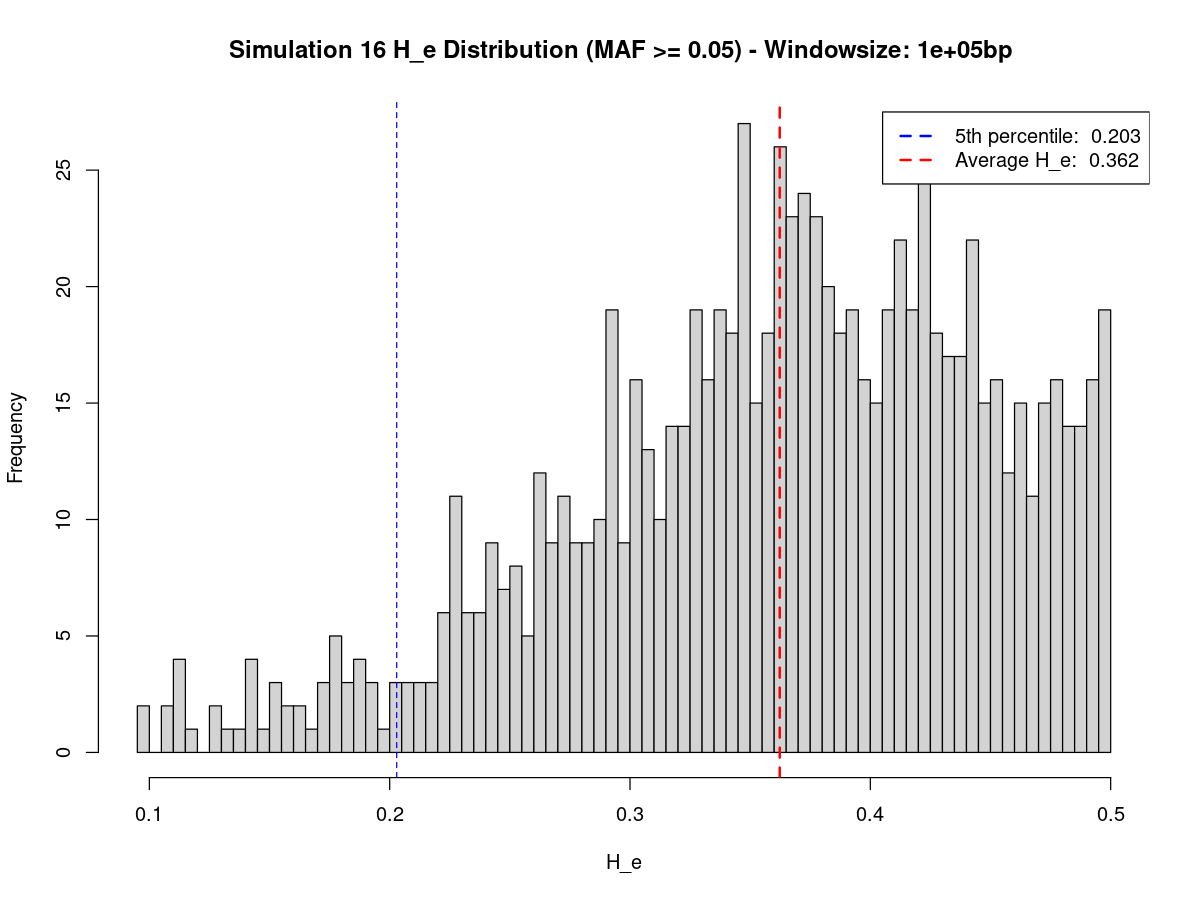 Simulation 16 H_e Distribution (MAF >= 0.05) - Windowsize: 1e+05bp
5th percentile: 0.203
Average H_e: 0.362
Frequency
25
20
15
10
5
0
0.1 0.2 0.3 0.4 0.5
H_e